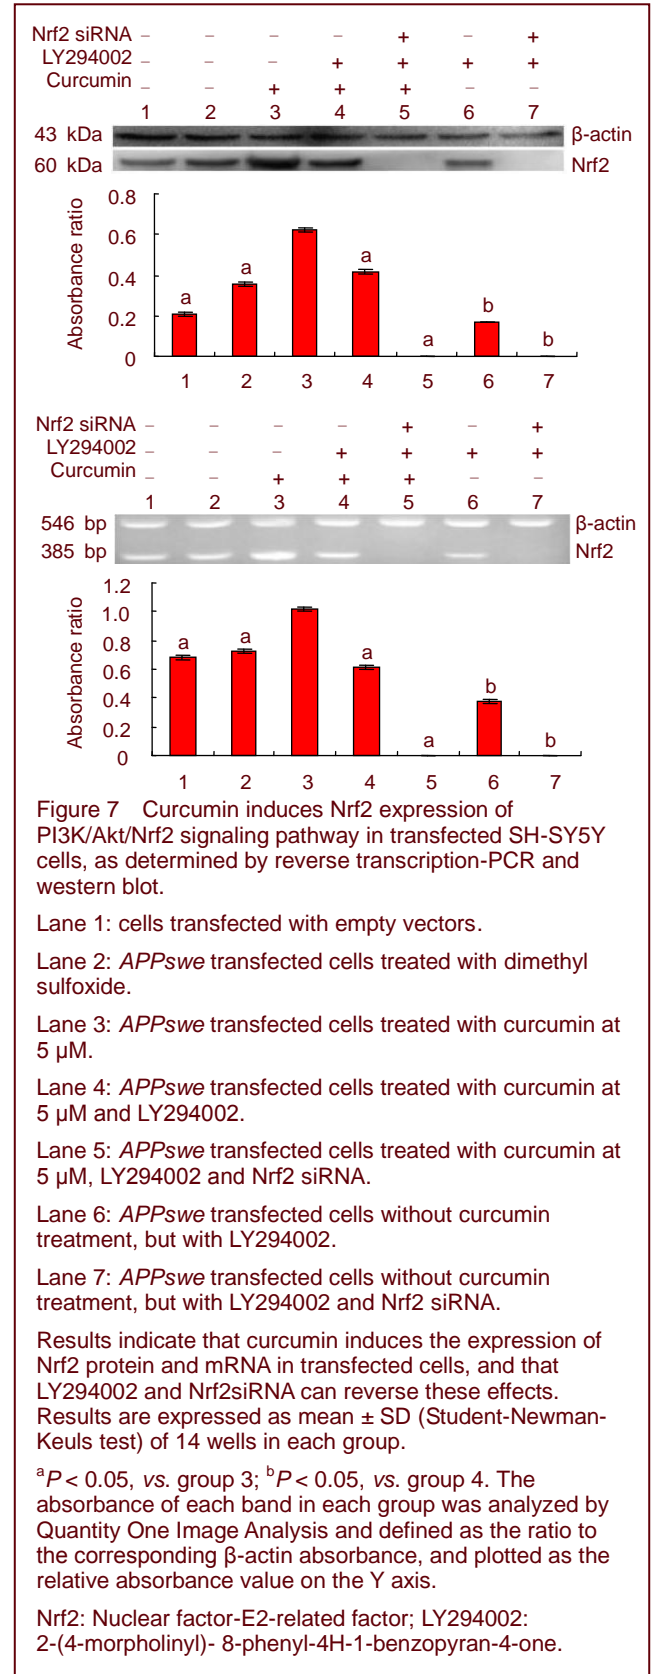 Nrf2 siRNA – – – – + – +
LY294002 – – – + + + +
Curcumin – – + + + – –
1 2 3 4 5 6 7
43 kDa β-actin
60 kDa Nrf2
Absorbance ratio
0.8
0.6
0.4
0.2
0
a a a a b b
1 2 3 4 5 6 7
Nrf2 siRNA – – – – + – +
LY294002 – – – + + + +
Curcumin – – + + + – –
1 2 3 4 5 6 7
546 bp β-actin
385 bp Nrf2
Absorbance ratio
1.2
1.0
0.8
0.6
0.4
0.2
0
a a a a b b
1 2 3 4 5 6 7
Figure 7 Curcumin induces Nrf2 expression of
PI3K/Akt/Nrf2 signaling pathway in transfected SH-SY5Y
cells, as determined by reverse transcription-PCR and
western blot.
Lane 1: cells transfected with empty vectors.
Lane 2: APPswe transfected cells treated with dimethyl
sulfoxide.
Lane 3: APPswe transfected cells treated with curcumin at
5 μM.
Lane 4: APPswe transfected cells treated with curcumin at
5 μM and LY294002.
Lane 5: APPswe transfected cells treated with curcumin at
5 μM, LY294002 and Nrf2 siRNA.
Lane 6: APPswe transfected cells without curcumin
treatment, but with LY294002.
Lane 7: APPswe transfected cells without curcumin
treatment, but with LY294002 and Nrf2 siRNA.
Results indicate that curcumin induces the expression of
Nrf2 protein and mRNA in transfected cells, and that
LY294002 and Nrf2siRNA can reverse these effects.
Results are expressed as mean ± SD (Student-Newman-
Keuls test) of 14 wells in each group.
aP < 0.05, vs. group 3; bP < 0.05, vs. group 4. The
absorbance of each band in each group was analyzed by
Quantity One Image Analysis and defined as the ratio to
the corresponding β-actin absorbance, and plotted as the
relative absorbance value on the Y axis.
Nrf2: Nuclear factor-E2-related factor; LY294002:
2-(4-morpholinyl)- 8-phenyl-4H-1-benzopyran-4-one.